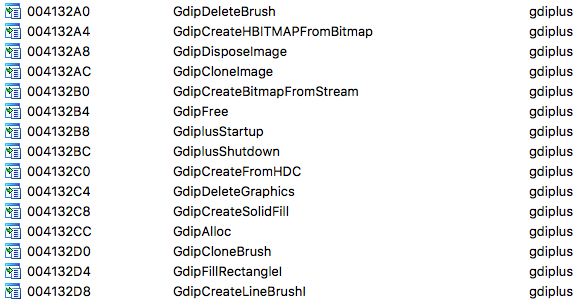 004132A0 GdipDeleteBrush gdiplus
004132A4 GdipCreateHBITMAPFromBitmap gdiplus
004132A8 GdipDisposeImage gdiplus
004132AC GdipCloneImage gdiplus
004132B0 GdipCreateBitmapFromStream gdiplus
004132B4 GdipFree gdiplus
004132B8 GdiplusStartup gdiplus
004132BC GdiplusShutdown gdiplus
004132C0 GdipCreateFromHDC gdiplus
004132C4 GdipDeleteGraphics gdiplus
004132C8 GdipCreateSolidFill gdiplus
004132CC GdipAlloc gdiplus
004132D0 GdipCloneBrush gdiplus
004132D4 GdipFillRectangleI gdiplus
004132D8 GdipCreateLineBrushI gdiplus